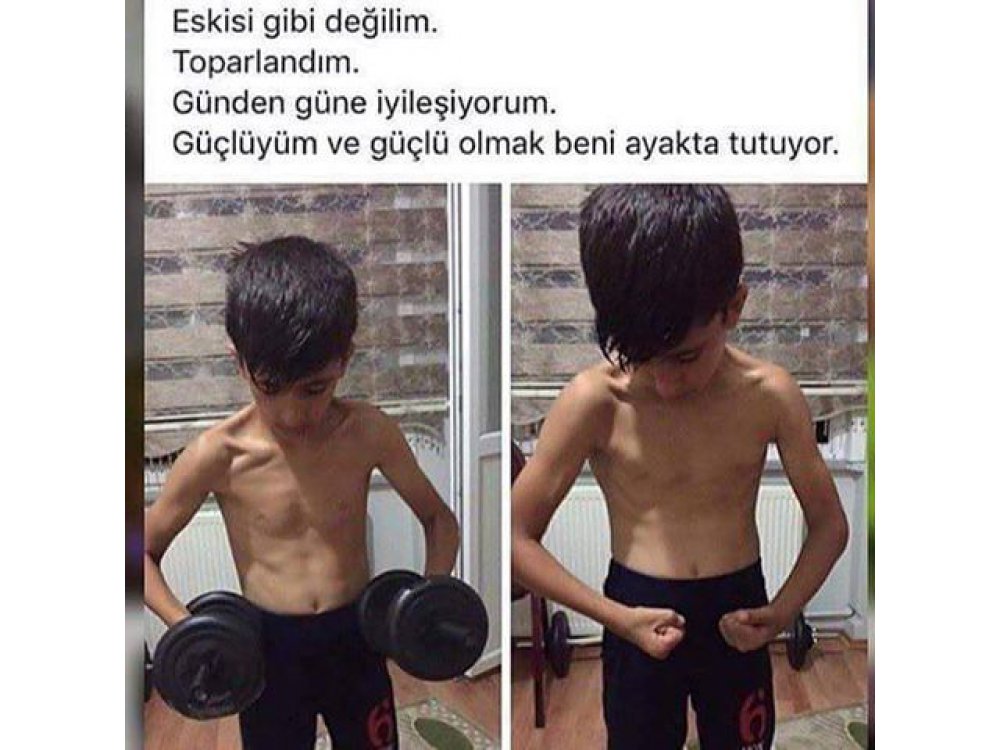 Eskisi gibi değilim.
Toparlandım.
Günden güne iyileşiyorum.
Güçlüyüm ve güçlü olmak beni ayakta tutuyor.